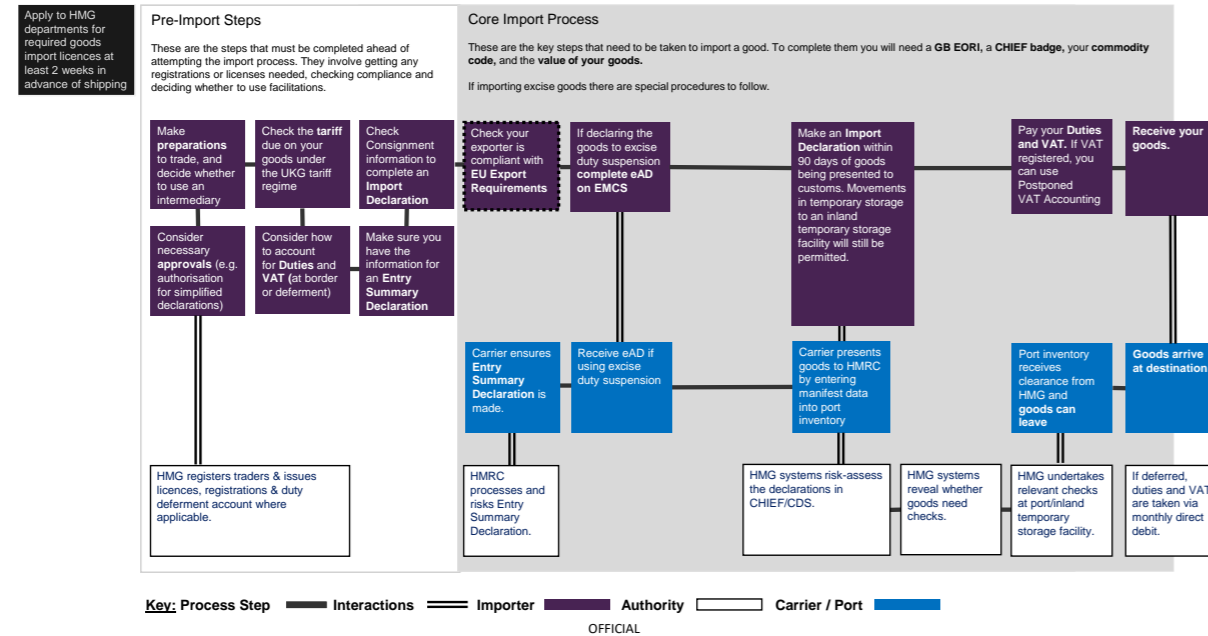 Apply to HMG
departments for
required goods
import licences at
least 2 weeks in
advance of shipping
Pre-Import Steps
These are the steps that must be completed ahead of
attempting the import process. They involve getting any
registrations or licenses needed, checking compliance and
deciding whether to use facilitations.
Core Import Process
These are the key steps that need to be taken to import a good. To complete them you will need a GB EORI, a CHIEF badge, your commodity
code, and the value of your goods.
If importing excise goods there are special procedures to follow.
Make
preparations
to trade, and
decide whether
to use an
intermediary
Check the tariff
due on your
goods under
the UKG tariff
regime
Check
Consignment
information to
complete an
Import
Declaration
Check your
exporter is
compliant with
EU Export
Requirements
If declaring the
goods to excise
duty suspension
complete eAD
on EMCS
Make an Import
Declaration within
90 days of goods
being presented to
customs. Movements
in temporary storage
to an inland
temporary storage
facility will still be
permitted.
Pay your Duties
and VAT. If VAT
registered, you
can use
Postponed
VAT Accounting
Receive your
goods.
Consider
necessary
approvals (e.g.
authorisation
for simplified
declarations)
Consider how
to account
for Duties and
VAT (at border
or deferment)
Make sure you
have the
information for
an Entry
Summary
Declaration
Carrier ensures
Entry
Summary
Declaration is
made.
Receive eAD if
using excise
duty suspension
Carrier presents
goods to HMRC
by entering
manifest data
into port
inventory
Port inventory
receives
clearance from
HMG and
goods can
leave
Goods arrive
at destination
HMG registers traders & issues
licences, registrations & duty
deferment account where
applicable.
HMRC
processes and
risks Entry
Summary
Declaration.
HMG systems risk-assess
the declarations in
CHIEF/CDS.
HMG systems
reveal whether
goods need
checks.
HMG undertakes
relevant checks
at port/inland
temporary
storage facility.
If deferred,
duties and VAT
are taken via
monthly direct
debit.
Key: Process Step Interactions Importer Authority Carrier / Port
OFFICIAL